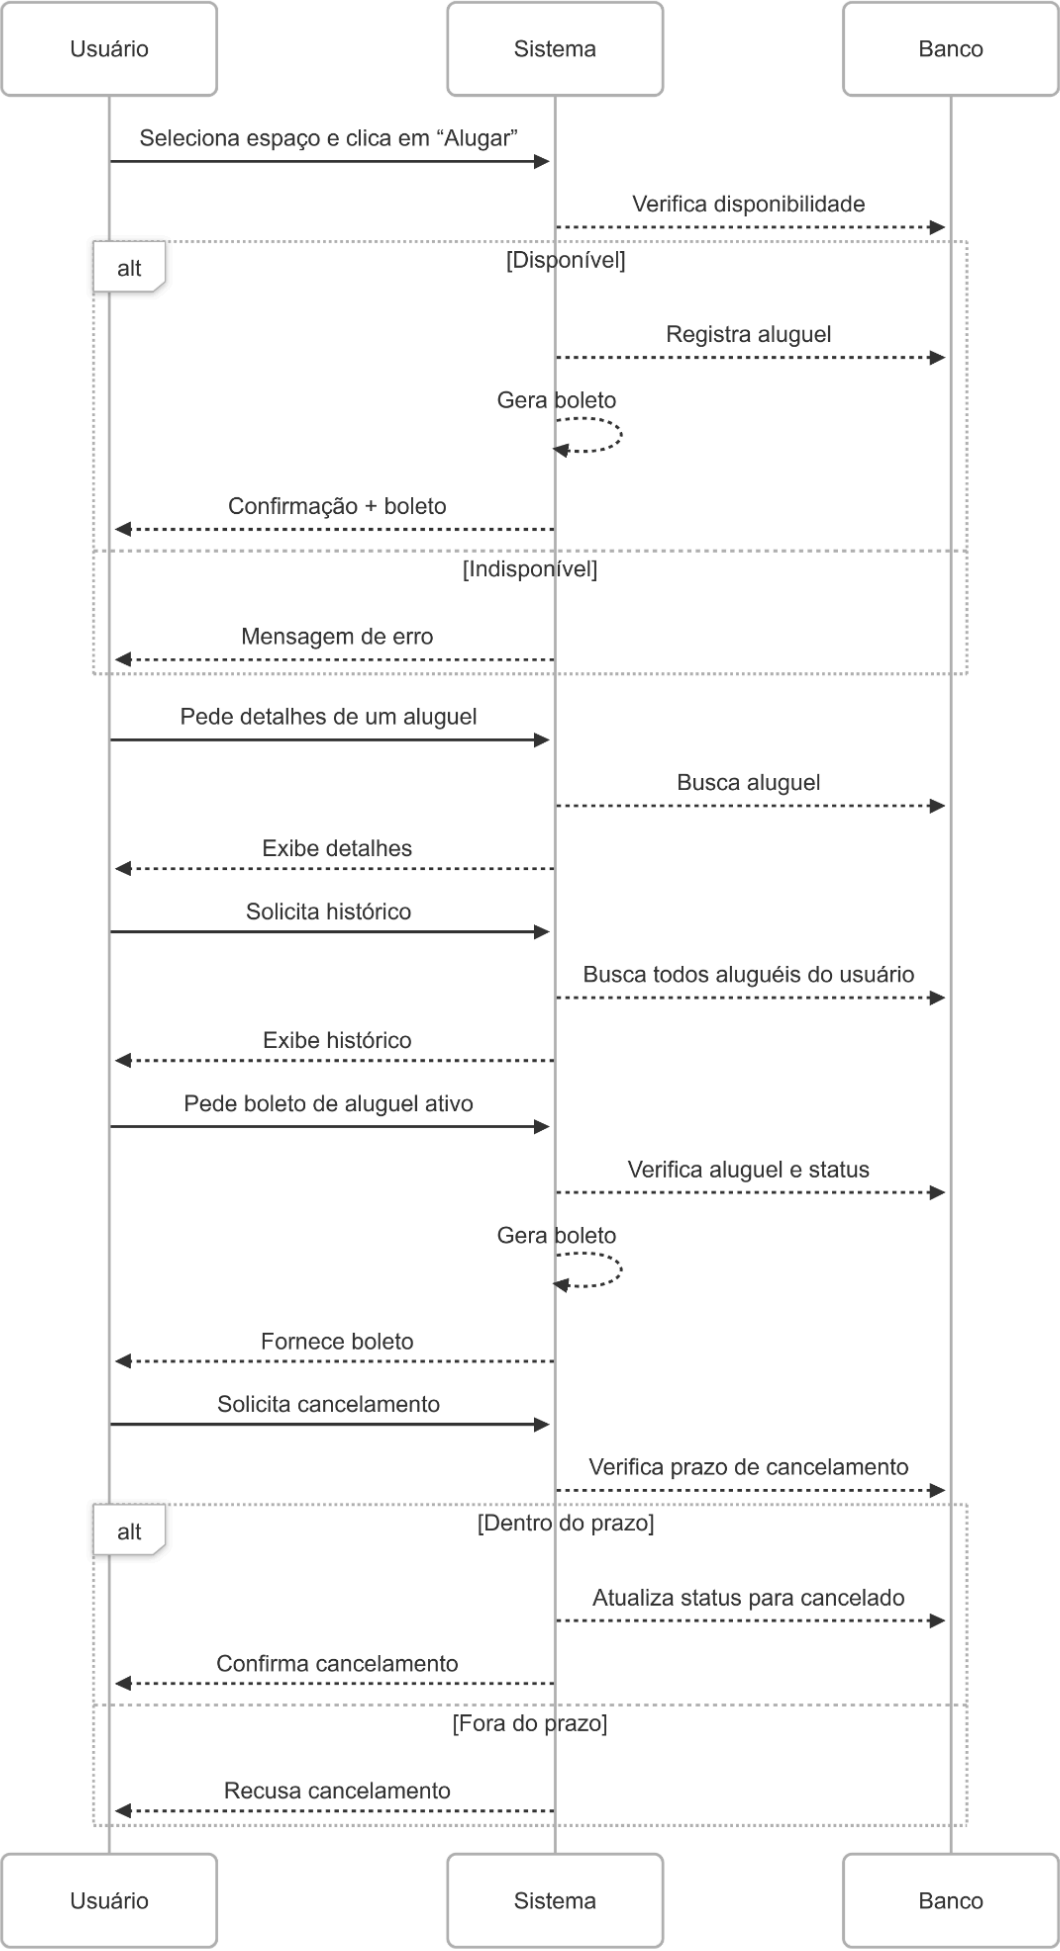 Usuário
Sistema
Banco
Seleciona espaço e clica em “Alugar”
Verifica disponibilidade
alt
[Disponível]
Registra aluguel
Gera boleto
Confirmação + boleto
[Indisponível]
Mensagem de erro
Pede detalhes de um aluguel
Busca aluguel
Exibe detalhes
Solicita histórico
Busca todos aluguéis do usuário
Exibe histórico
Pede boleto de aluguel ativo
Verifica aluguel e status
Gera boleto
Fornece boleto
Solicita cancelamento
Verifica prazo de cancelamento
alt
[Dentro do prazo]
Atualiza status para cancelado
Confirma cancelamento
[Fora do prazo]
Recusa cancelamento
Usuário
Sistema
Banco